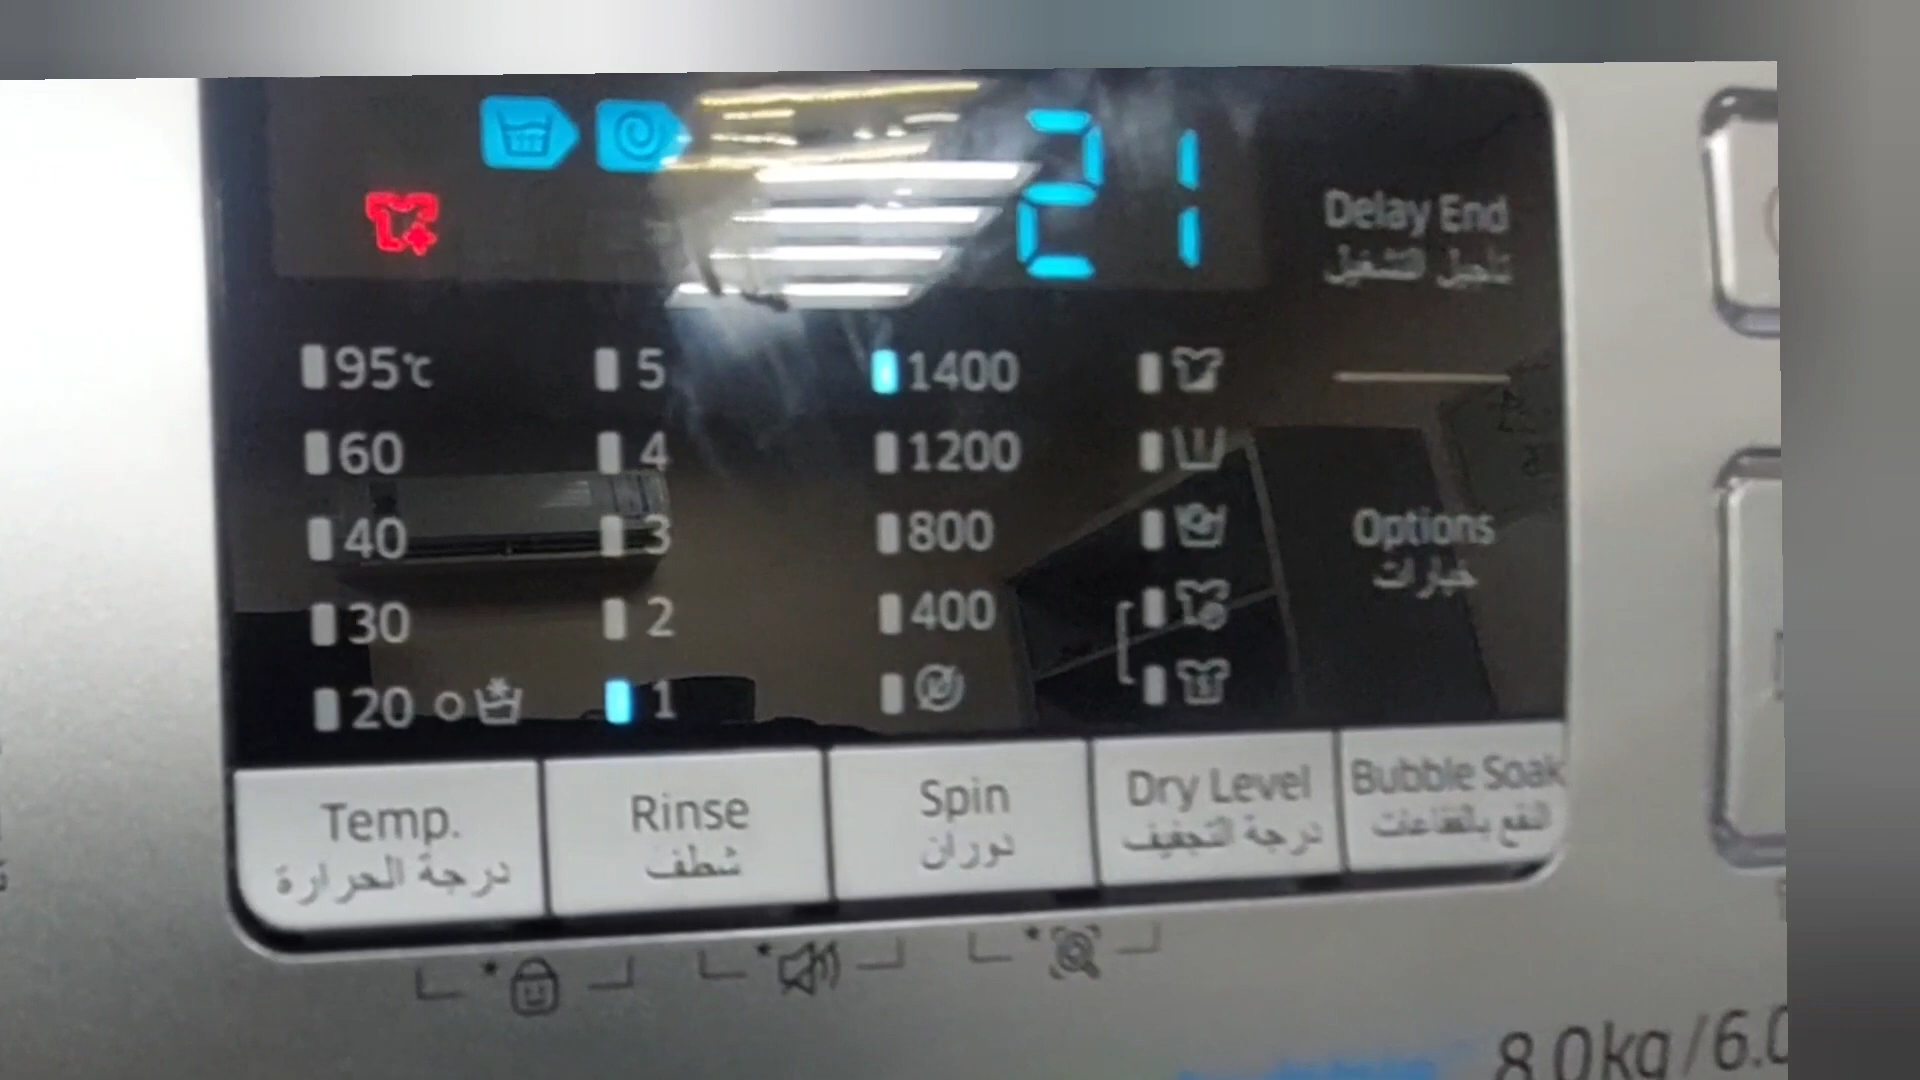 21
Delay End
تأجيل التشغيل
95℃ 5 1400
60 4 1200
40 3 800
Options
خيارات
30 2 400
20 1
Temp.
درجة الحرارة
Rinse
شطف
Spin
دوران
Dry Level
درجة التجفيف
Bubble Soak
النقع بالفقاعات
8.0kg/6.0